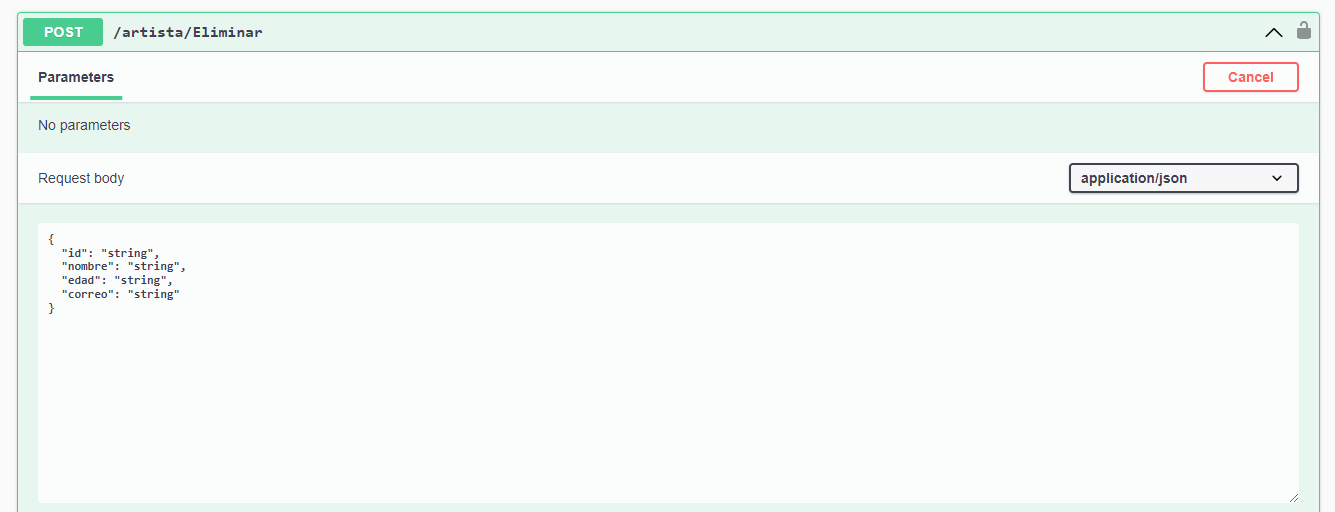 POST /artista/Eliminar
Parameters
Cancel
No parameters
Request body
application/json
{
  "id": "string",
  "nombre": "string",
  "edad": "string",
  "correo": "string"
}